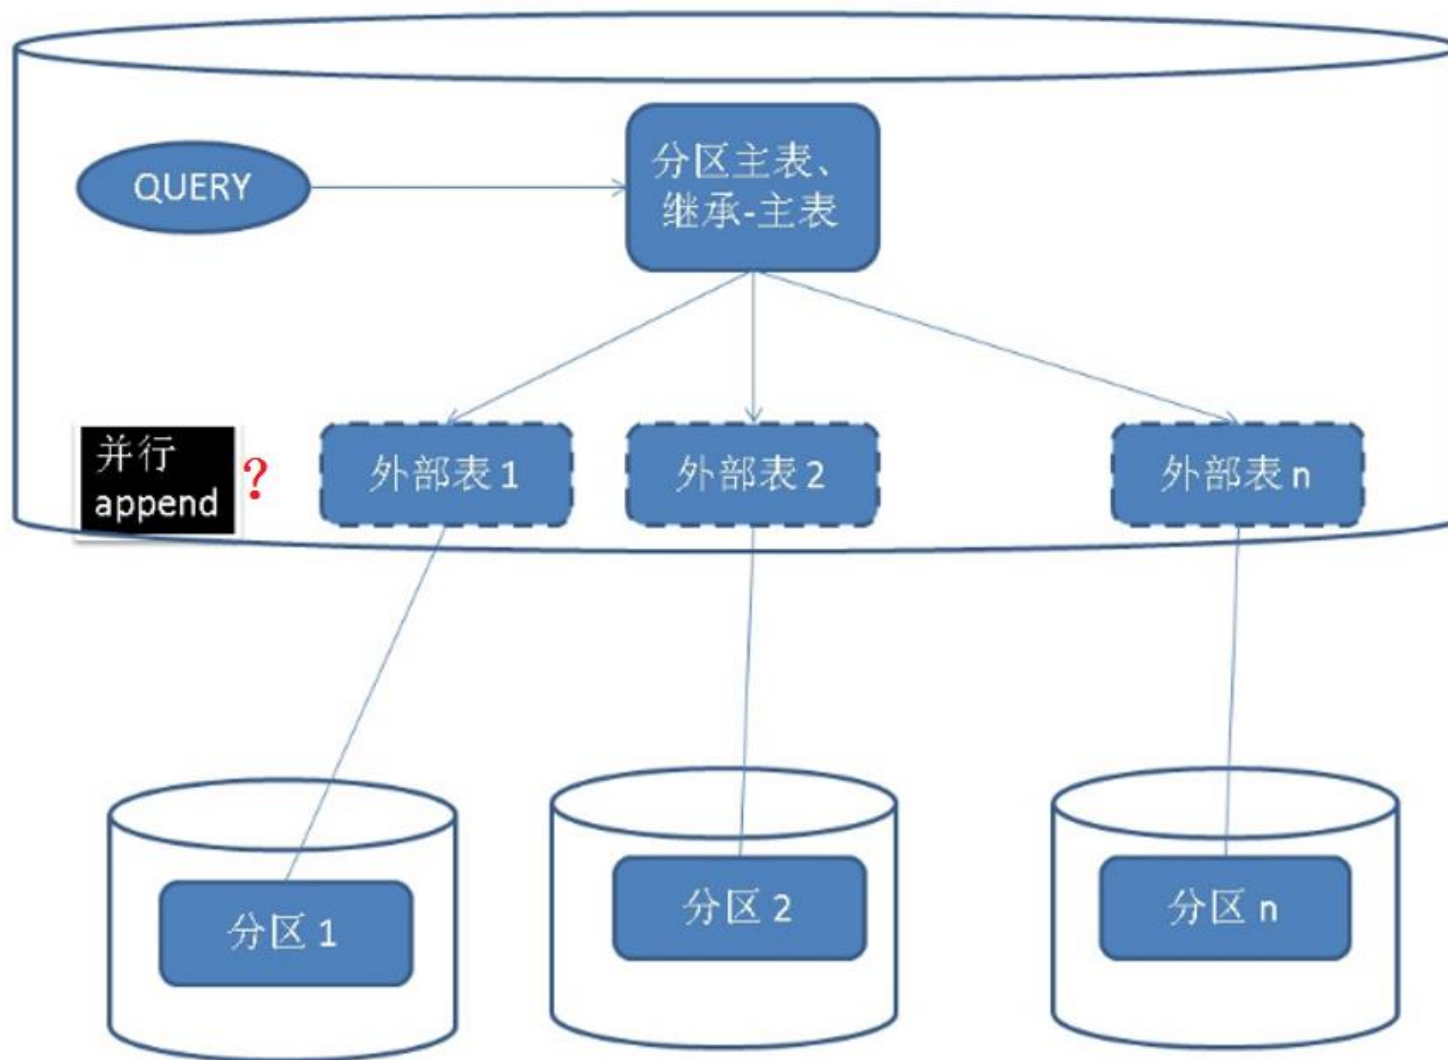 QUERY
分区主表、
继承-主表
并行
append
?
外部表 1
外部表 2
外部表 n
分区 1
分区 2
分区 n